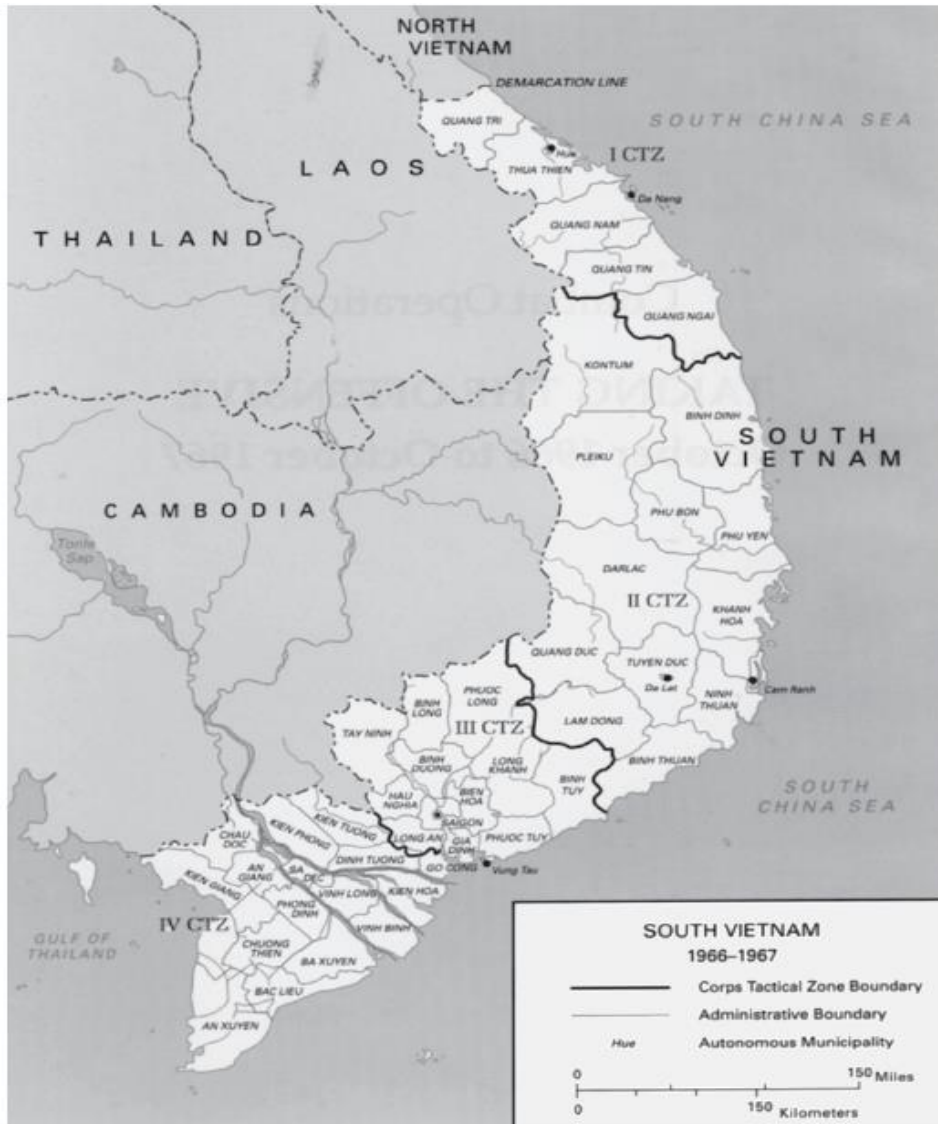 NORTH
VIETNAM
DEMARCATION LINE
SOUTH CHINA SEA
QUANG TRI
Hue
I CTZ
LAOS
THUA THIEN
Da Nang
THAILAND
QUANG NAM
QUANG TIN
QUANG NGAI
KONTUM
BINH DINH
SOUTH
VIETNAM
PLEIKU
CAMBODIA
PHU BON
PHU YEN
Tonle
Sap
DARLAC
II CTZ
KHANH
HOA
QUANG DUC
TUYEN DUC
Da Lat
Cam Ranh
NINH
THUAN
PHUOC
LONG
BINH
LONG
III CTZ
LAM DONG
TAY NINH
BINH
DUONG
LONG
KHANH
BINH THUAN
BINH
TUY
SOUTH
CHINA SEA
HAU
NGHIA
BIEN
HOA
SAIGON
KIEN TUONG
KIEN PHONG
CHAU
DOC
LONG AN
GIA
DINH
PHUOC TUY
DINH TUONG
GO CONG
Vung Tau
AN
GIANG
SA
DEC
KIEN GIANG
VINH LONG
KIEN HOA
PHONG
DINH
IV CTZ
VINH BINH
GULF OF
THAILAND
CHUONG
THIEN
BA XUYEN
BAC LIEU
AN XUYEN
SOUTH VIETNAM
1966–1967
Corps Tactical Zone Boundary
Administrative Boundary
Hue Autonomous Municipality
0 150 Miles
0 150 Kilometers